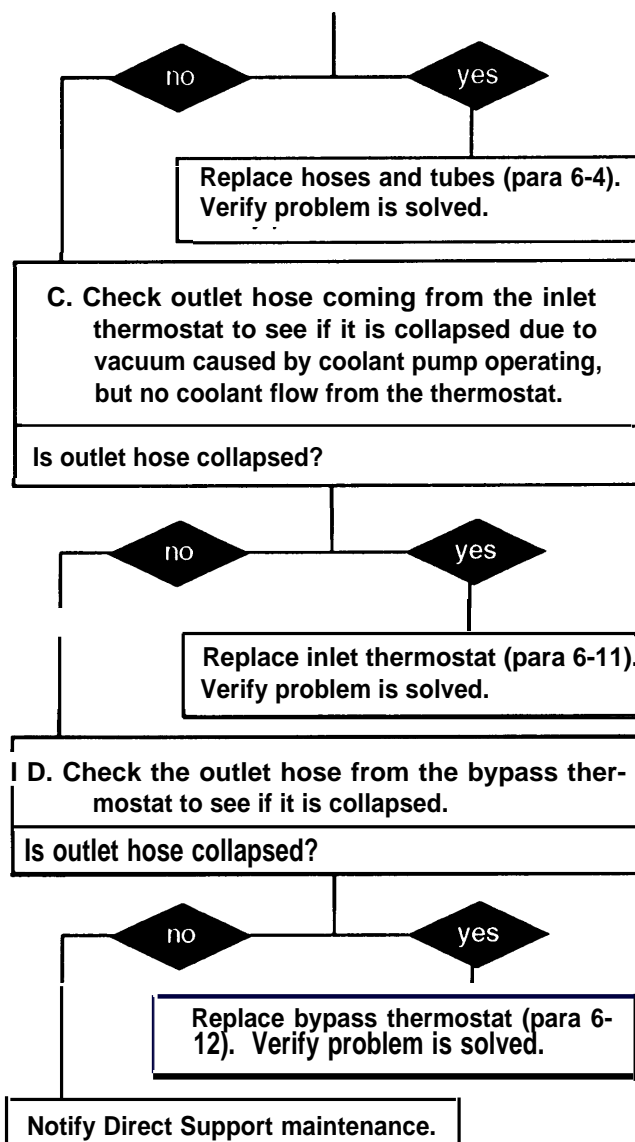 no
yes
Replace hoses and tubes (para 6-4).
Verify problem is solved.
C. Check outlet hose coming from the inlet
thermostat to see if it is collapsed due to
vacuum caused by coolant pump operating,
but no coolant flow from the thermostat.
Is outlet hose collapsed?
no
yes
Replace inlet thermostat (para 6-11).
Verify problem is solved.
D. Check the outlet hose from the bypass ther-
mostat to see if it is collapsed.
Is outlet hose collapsed?
no
yes
Replace bypass thermostat (para 6-
12). Verify problem is solved.
Notify Direct Support maintenance.